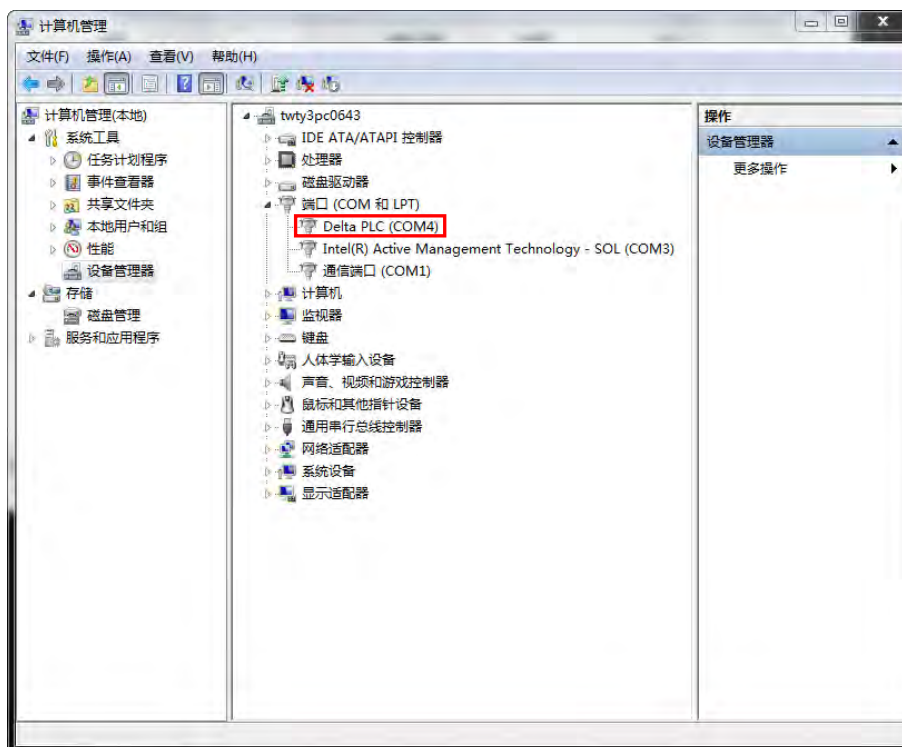 计算机管理
文件(F) 操作(A) 查看(V) 帮助(H)
计算机管理(本地)
系统工具
任务计划程序
事件查看器
共享文件夹
本地用户和组
性能
设备管理器
存储
磁盘管理
服务和应用程序
twty3pc0643
IDE ATA/ATAPI 控制器
处理器
磁盘驱动器
端口 (COM 和 LPT)
Delta PLC (COM4)
Intel(R) Active Management Technology - SOL (COM3)
通信端口 (COM1)
计算机
监视器
键盘
人体学输入设备
声音、视频和游戏控制器
鼠标和其他指针设备
通用串行总线控制器
网络适配器
系统设备
显示适配器
操作
设备管理器
更多操作